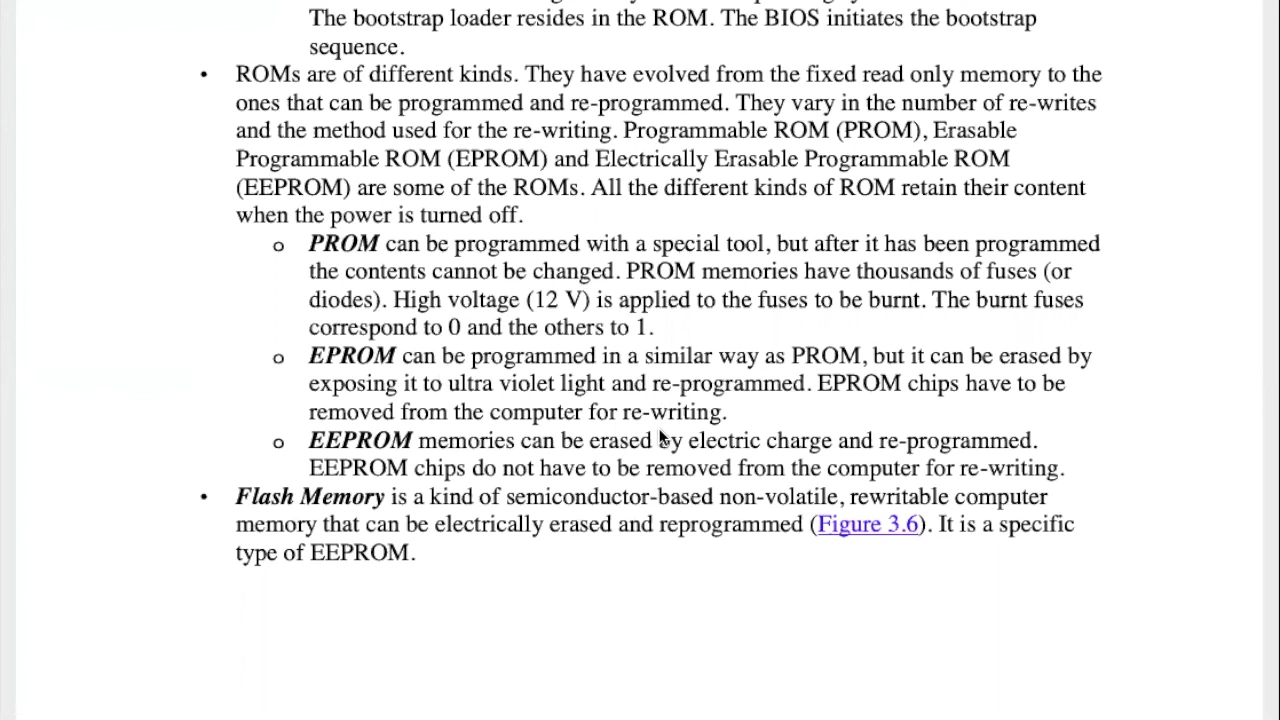 The bootstrap loader resides in the ROM. The BIOS initiates the bootstrap
sequence.
• ROMs are of different kinds. They have evolved from the fixed read only memory to the
ones that can be programmed and re-programmed. They vary in the number of re-writes
and the method used for the re-writing. Programmable ROM (PROM), Erasable
Programmable ROM (EPROM) and Electrically Erasable Programmable ROM
(EEPROM) are some of the ROMs. All the different kinds of ROM retain their content
when the power is turned off.
o PROM can be programmed with a special tool, but after it has been programmed
the contents cannot be changed. PROM memories have thousands of fuses (or
diodes). High voltage (12 V) is applied to the fuses to be burnt. The burnt fuses
correspond to 0 and the others to 1.
o EPROM can be programmed in a similar way as PROM, but it can be erased by
exposing it to ultra violet light and re-programmed. EPROM chips have to be
removed from the computer for re-writing.
o EEPROM memories can be erased by electric charge and re-programmed.
EEPROM chips do not have to be removed from the computer for re-writing.
• Flash Memory is a kind of semiconductor-based non-volatile, rewritable computer
memory that can be electrically erased and reprogrammed (Figure 3.6). It is a specific
type of EEPROM.